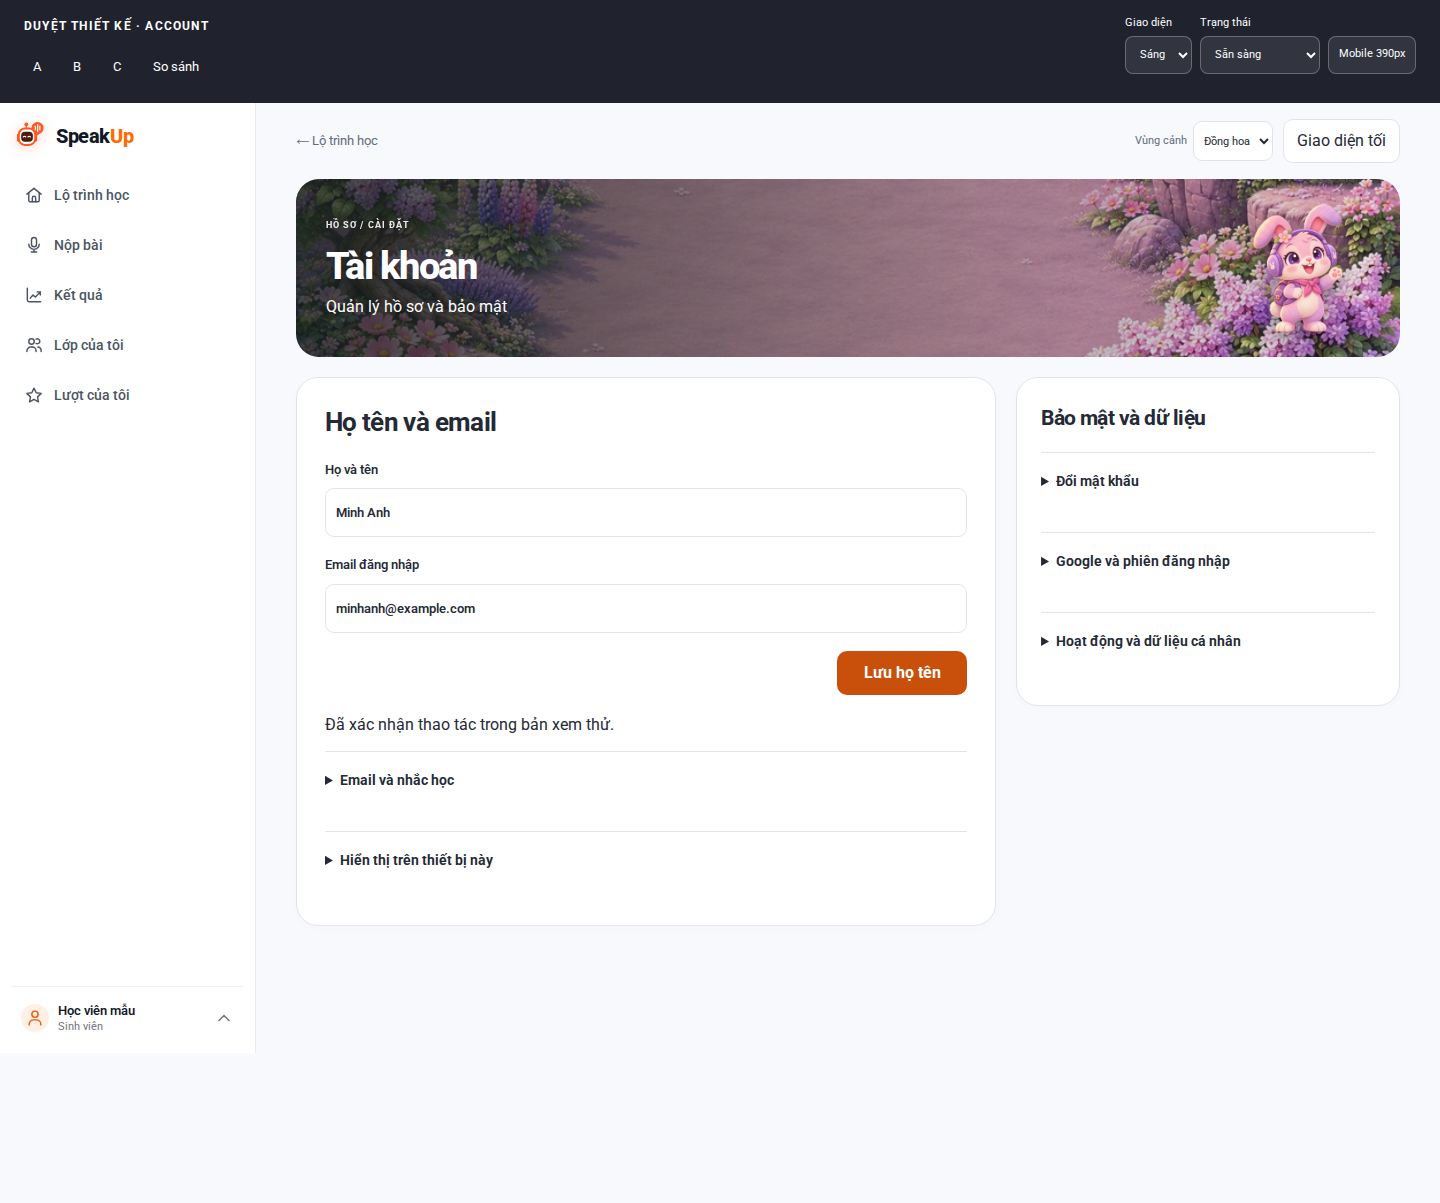 DUYỆT THIẾT KẾ · ACCOUNT
A B C So sánh
Giao diện Trạng thái
Sáng Sẵn sàng Mobile 390px
SpeakUp
Lộ trình học
Nộp bài
Kết quả
Lớp của tôi
Lượt của tôi
Học viên mẫu
Sinh viên
← Lộ trình học
Vùng cảnh Đồng hoa Giao diện tối
HỒ SƠ / CÀI ĐẶT
Tài khoản
Quản lý hồ sơ và bảo mật
Họ tên và email
Họ và tên
Minh Anh
Email đăng nhập
minhanh@example.com
Lưu họ tên
Đã xác nhận thao tác trong bản xem thử.
Email và nhắc học
Hiển thị trên thiết bị này
Bảo mật và dữ liệu
Đổi mật khẩu
Google và phiên đăng nhập
Hoạt động và dữ liệu cá nhân